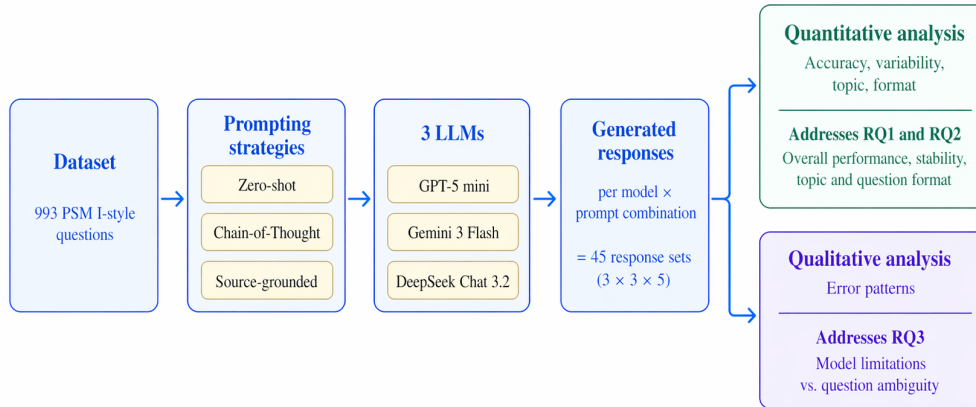 Dataset
993 PSM I-style
questions
Prompting
strategies
Zero-shot
Chain-of-Thought
Source-grounded
3 LLMs
GPT-5 mini
Gemini 3 Flash
DeepSeek Chat 3.2
Generated
responses
per model ×
prompt combination
= 45 response sets
(3 × 3 × 5)
Quantitative analysis
Accuracy, variability,
topic, format
Addresses RQ1 and RQ2
Overall performance, stability,
topic and question format
Qualitative analysis
Error patterns
Addresses RQ3
Model limitations
vs. question ambiguity